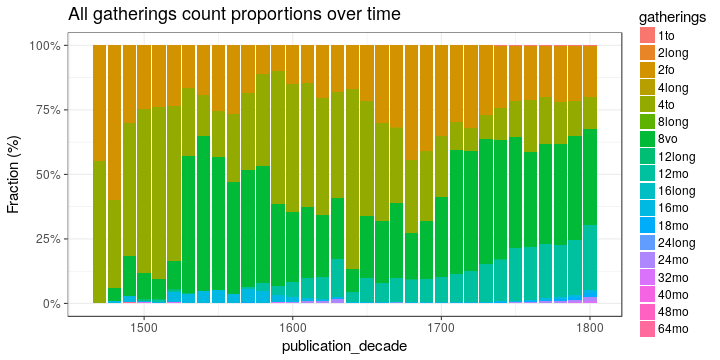 All gatherings count proportions over time
gatherings
1to
2long
2fo
4long
4to
8long
8vo
12long
12mo
16long
16mo
18mo
24long
24mo
32mo
40mo
48mo
64mo
Fraction (%)
100%
75%
50%
25%
0%
1500
1600
1700
1800
publication_decade